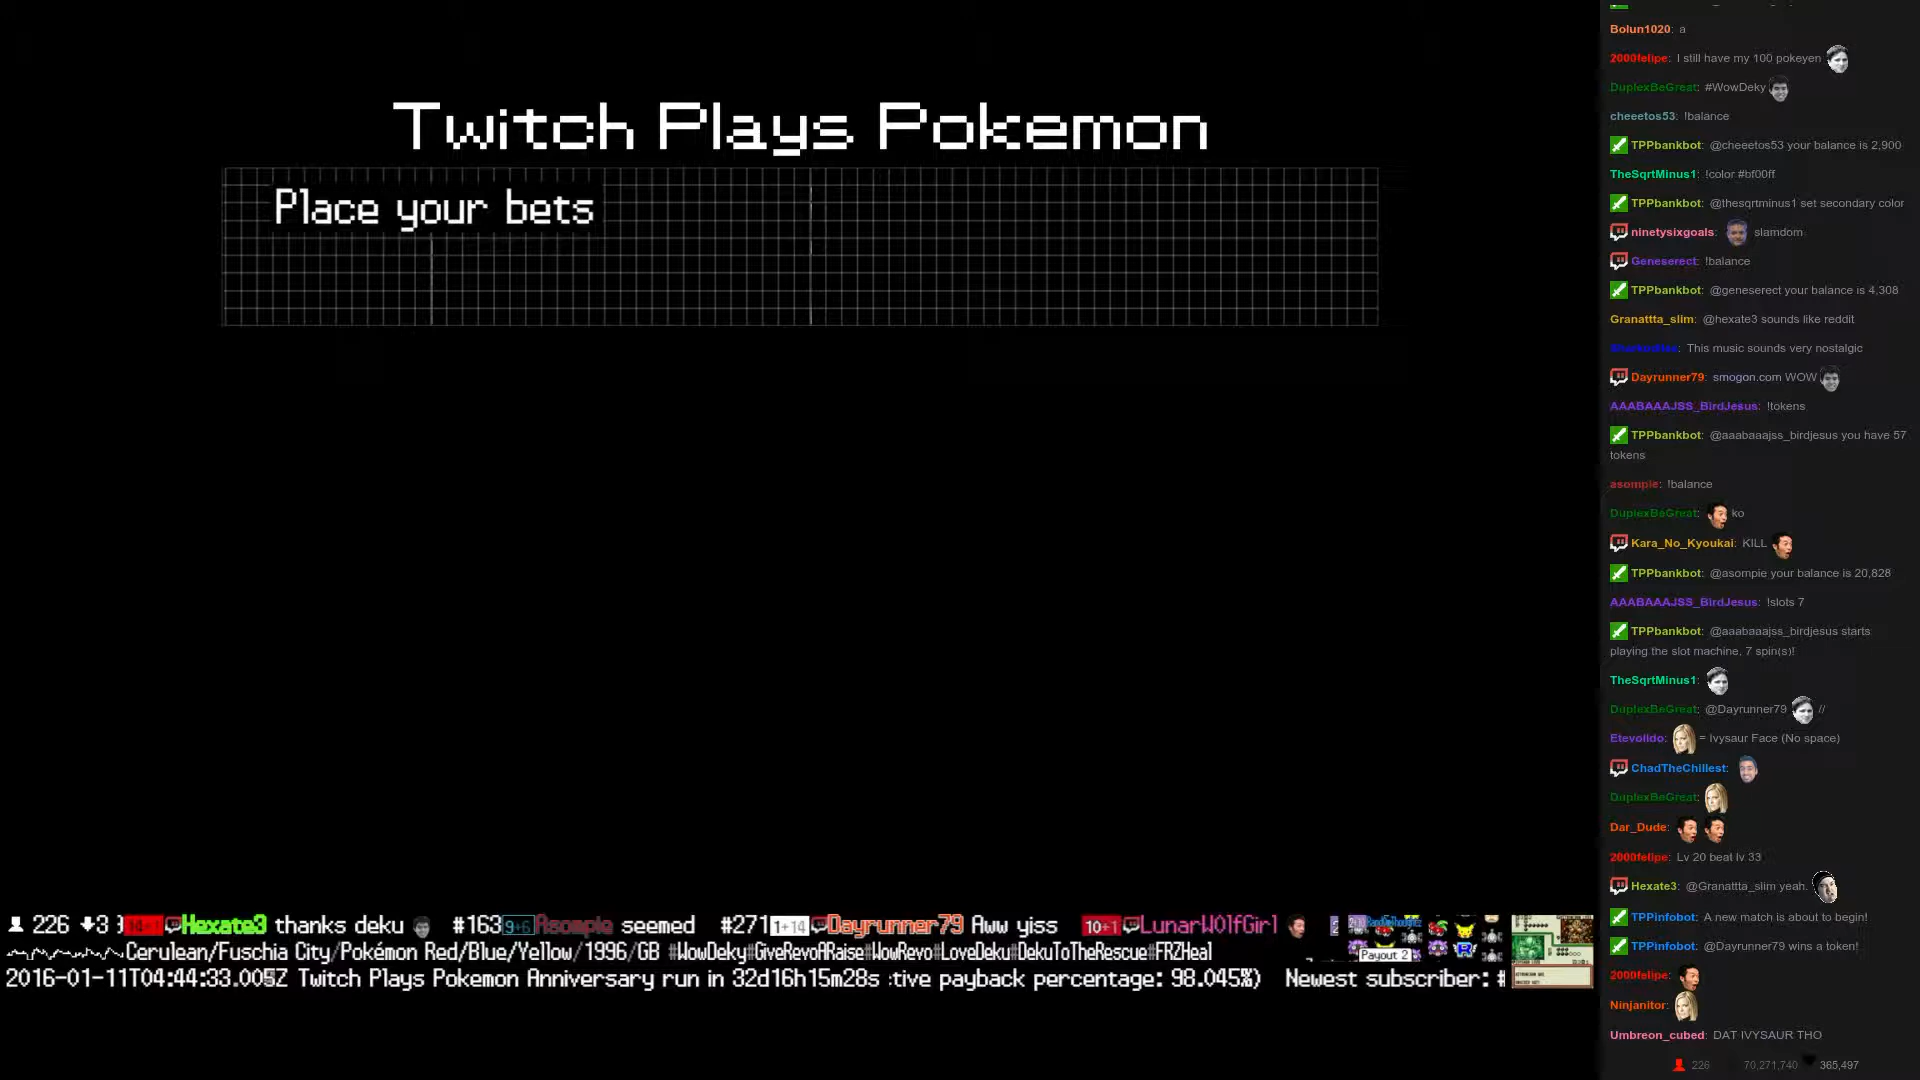 Twitch Plays Pokemon
Place your bets
Bolun1020: a
2000felipe: I still have my 100 pokeyen
DuplexBeGreat: #WowDeky
cheeetos53: !balance
TPPbankbot: @cheeetos53 your balance is 2,900
TheSqrtMinus1: !color #bf00ff
TPPbankbot: @thesqrtminus1 set secondary color
ninetysixgoals: slamdom
Geneserect: !balance
TPPbankbot: @geneserect your balance is 4,308
Granattta_slim: @hexate3 sounds like reddit
This music sounds very nostalgic
Dayrunner79: smogon.com WOW
AAABAAAJSS_BirdJesus: !tokens
TPPbankbot: @aaabaaajss_birdjesus you have 57
tokens
asompie: !balance
DuplexBeGreat: ko
Kara_No_Kyoukai: KILL
TPPbankbot: @asompie your balance is 20,828
AAABAAAJSS_BirdJesus: !slots 7
TPPbankbot: @aaabaaajss_birdjesus starts
playing the slot machine, 7 spin(s)!
TheSqrtMinus1:
DuplexBeGreat: @Dayrunner79 //
Etevoildo: = Ivysaur Face (No space)
ChadTheChillest:
DuplexBeGreat:
Dar_Dude:
2000felipe: Lv 20 beat lv 33
Hexate3: @Granattta_slim yeah.
TPPinfobot: A new match is about to begin!
TPPinfobot: @Dayrunner79 wins a token!
2000felipe:
Ninjanitor:
Umbreon_cubed: DAT IVYSAUR THO
226 70,271,740 365,497
226 3 Hexate3 thanks deku #163 9+6 Asompie seemed #271 1+14 Dayrunner79 Aww yiss 10+1 LunarW0lfGirl
Cerulean/Fuschia City/Pokémon Red/Blue/Yellow/1996/GB #WowDeky#GiveRevoARaise#WowRevo#LoveDeku#DekuToTheRescue#FRZHeal
Payout 2
2016-01-11T04:44:33.005Z Twitch Plays Pokemon Anniversary run in 32d16h15m28s :tive payback percentage: 98.045%) Newest subscriber: #